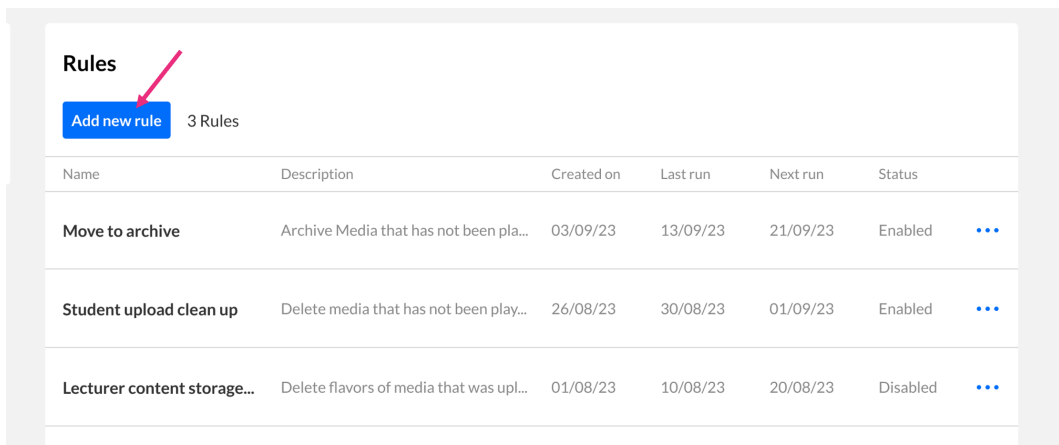 Rules
Add new rule 3 Rules
Name Description Created on Last run Next run Status
Move to archive Archive Media that has not been pla... 03/09/23 13/09/23 21/09/23 Enabled
Student upload clean up Delete media that has not been play... 26/08/23 30/08/23 01/09/23 Enabled
Lecturer content storage... Delete flavors of media that was upl... 01/08/23 10/08/23 20/08/23 Disabled